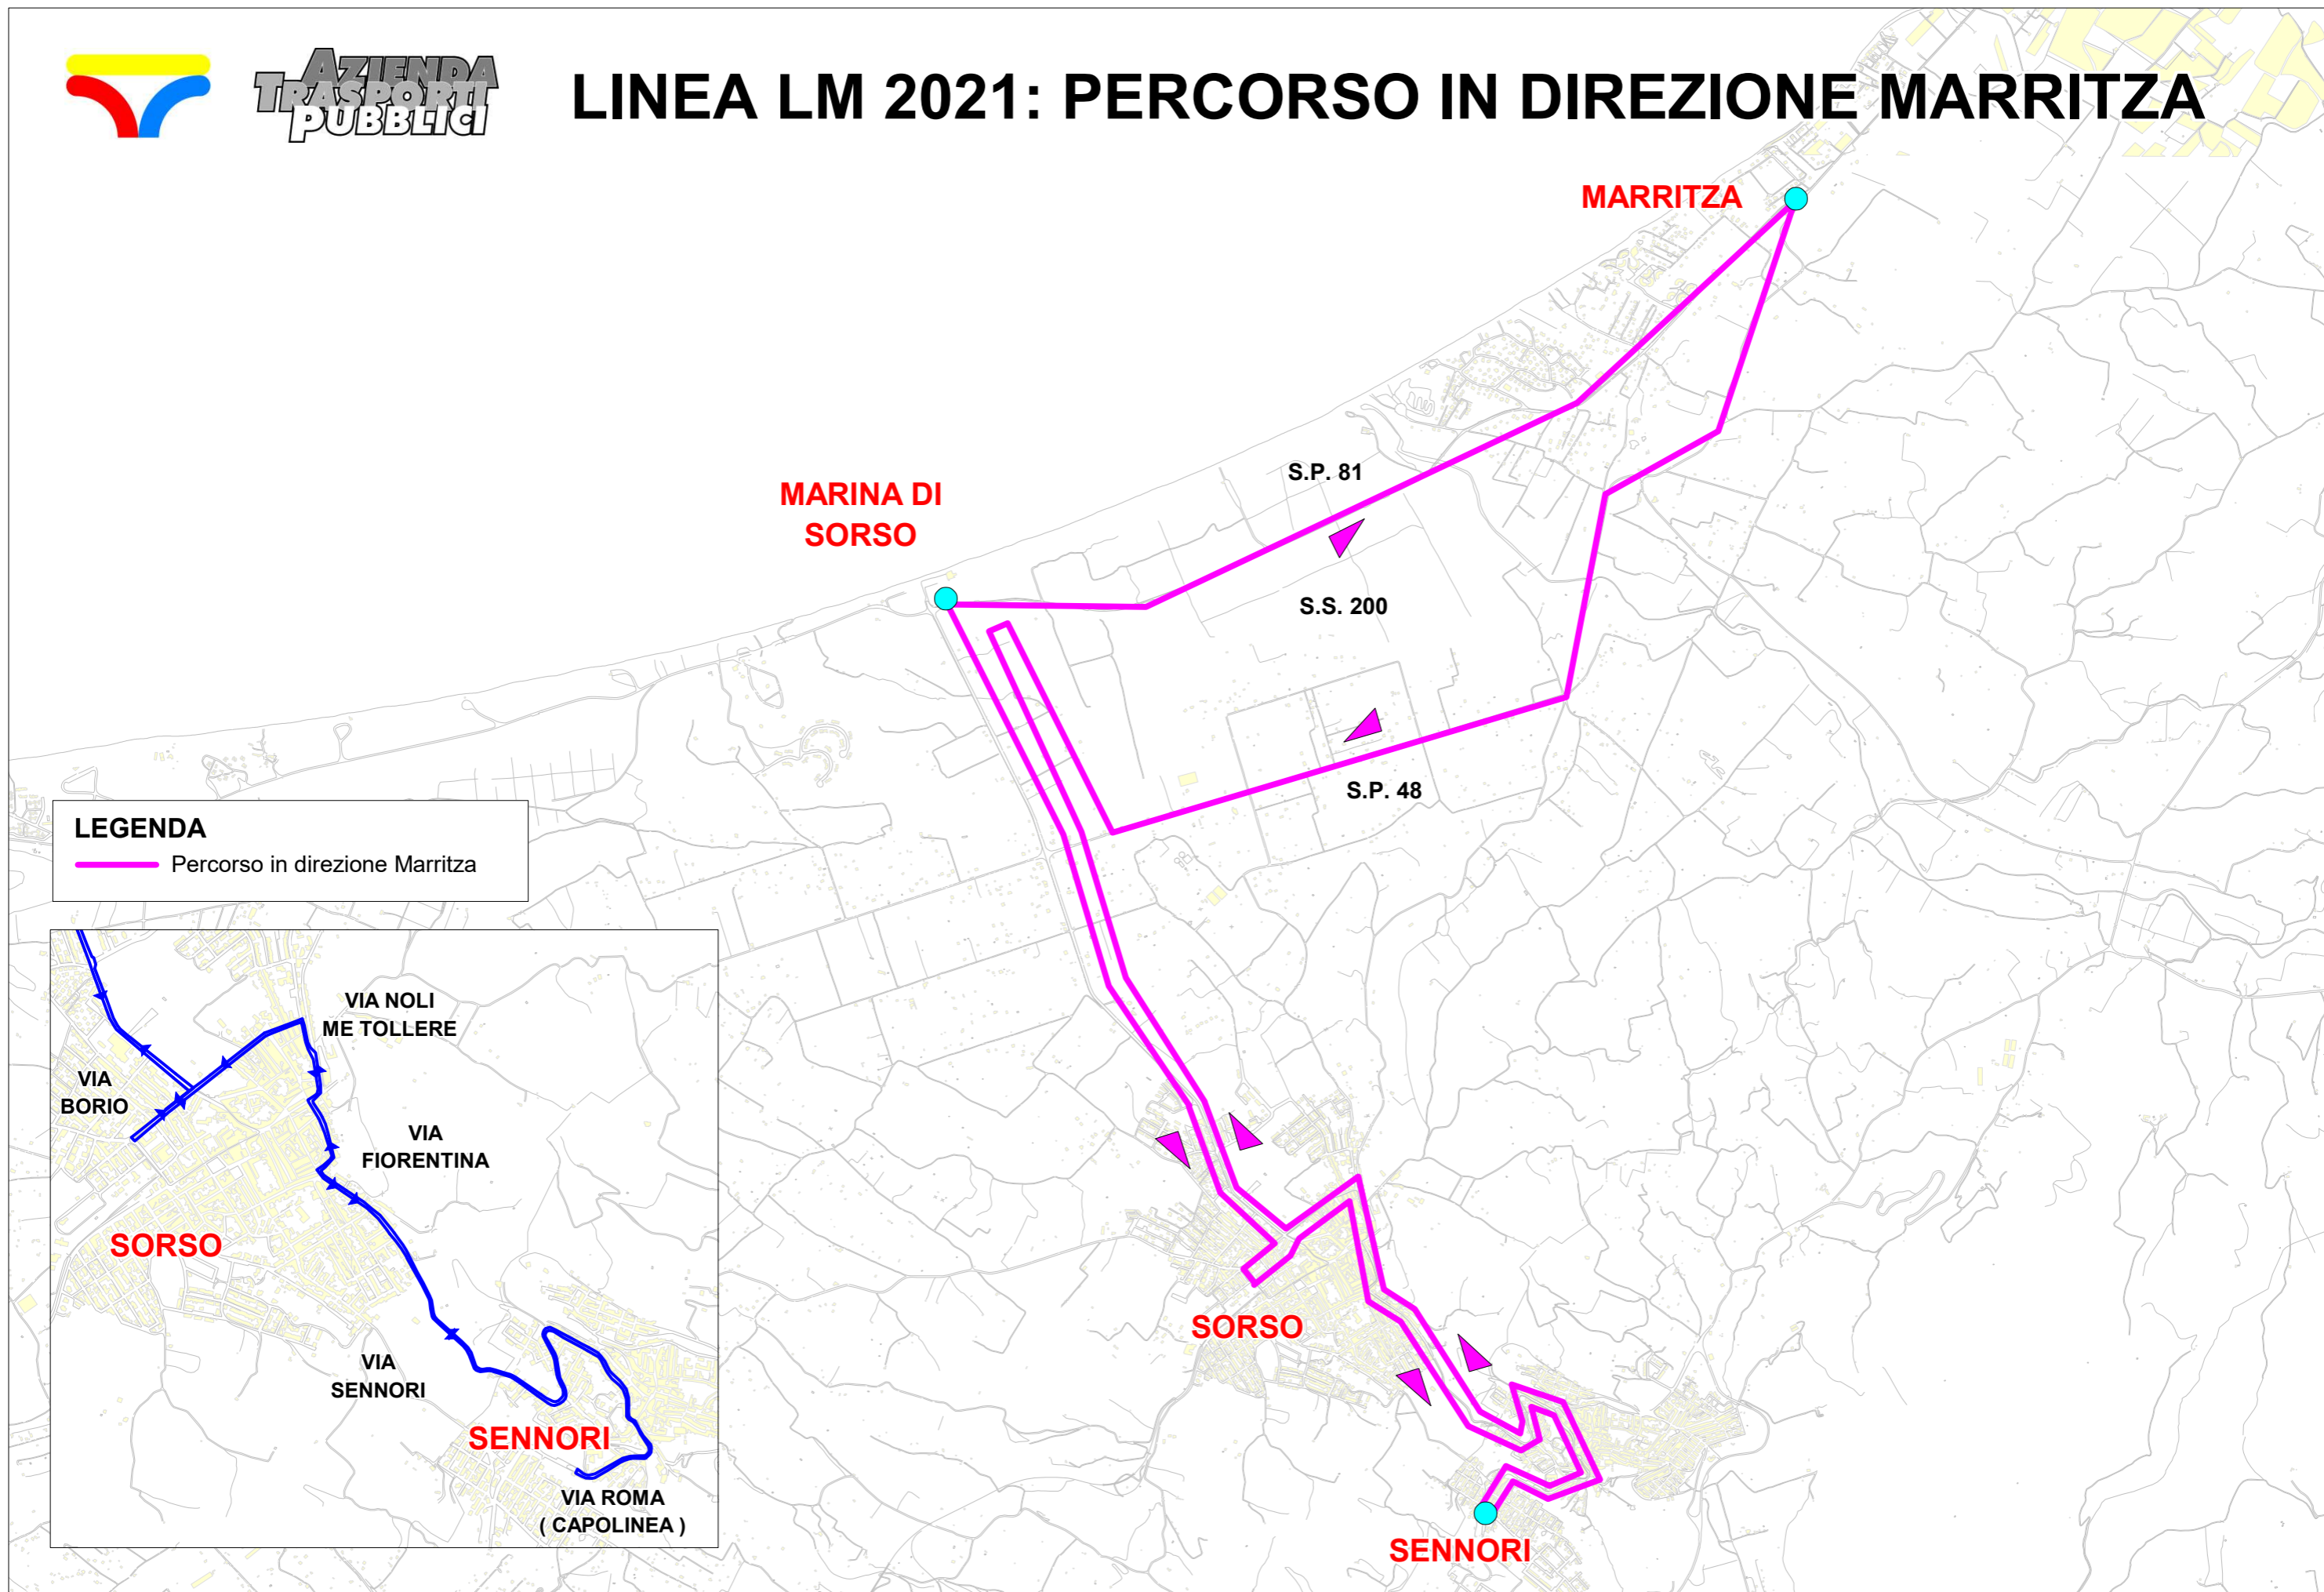 AZIENDA
TRASPORTI
PUBBLICI
LINEA LM 2021: PERCORSO IN DIREZIONE MARRITZA
MARRITZA
S.P. 81
MARINA DI
SORSO
S.S. 200
S.P. 48
LEGENDA
Percorso in direzione Marritza
VIA NOLI
ME TOLLERE
VIA
BORIO
VIA
FIORENTINA
SORSO
VIA
SENNORI
SENNORI
VIA ROMA
( CAPOLINEA )
SORSO
SENNORI